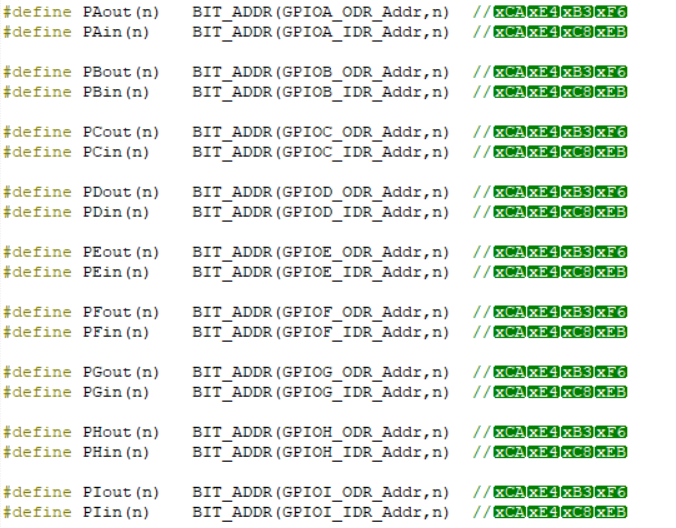 #define PAout(n) BIT_ADDR(GPIOA_ODR_Addr,n) //xCAxE4xB3xF6
#define PAin(n) BIT_ADDR(GPIOA_IDR_Addr,n) //xCAxE4xC8xEB
#define PBout(n) BIT_ADDR(GPIOB_ODR_Addr,n) //xCAxE4xB3xF6
#define PBin(n) BIT_ADDR(GPIOB_IDR_Addr,n) //xCAxE4xC8xEB
#define PCout(n) BIT_ADDR(GPIOC_ODR_Addr,n) //xCAxE4xB3xF6
#define PCin(n) BIT_ADDR(GPIOC_IDR_Addr,n) //xCAxE4xC8xEB
#define PDout(n) BIT_ADDR(GPIOD_ODR_Addr,n) //xCAxE4xB3xF6
#define PDin(n) BIT_ADDR(GPIOD_IDR_Addr,n) //xCAxE4xC8xEB
#define PEout(n) BIT_ADDR(GPIOE_ODR_Addr,n) //xCAxE4xB3xF6
#define PEin(n) BIT_ADDR(GPIOE_IDR_Addr,n) //xCAxE4xC8xEB
#define PFout(n) BIT_ADDR(GPIOF_ODR_Addr,n) //xCAxE4xB3xF6
#define PFin(n) BIT_ADDR(GPIOF_IDR_Addr,n) //xCAxE4xC8xEB
#define PGout(n) BIT_ADDR(GPIOG_ODR_Addr,n) //xCAxE4xB3xF6
#define PGin(n) BIT_ADDR(GPIOG_IDR_Addr,n) //xCAxE4xC8xEB
#define PHout(n) BIT_ADDR(GPIOH_ODR_Addr,n) //xCAxE4xB3xF6
#define PHin(n) BIT_ADDR(GPIOH_IDR_Addr,n) //xCAxE4xC8xEB
#define PIout(n) BIT_ADDR(GPIOI_ODR_Addr,n) //xCAxE4xB3xF6
#define PIin(n) BIT_ADDR(GPIOI_IDR_Addr,n) //xCAxE4xC8xEB